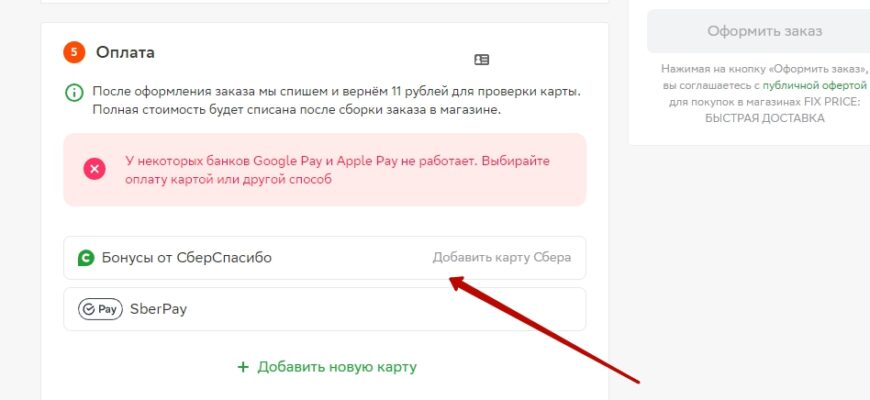 5 Оплата
После оформления заказа мы спишем и вернём 11 рублей для проверки карты.
Полная стоимость будет списана после сборки заказа в магазине.
У некоторых банков Google Pay и Apple Pay не работает. Выбирайте
оплату картой или другой способ
Бонусы от СберСпасибо Добавить карту Сбера
Pay SberPay
+ Добавить новую карту
Оформить заказ
Нажимая на кнопку «Оформить заказ»,
вы соглашаетесь с публичной офертой
для покупок в магазинах FIX PRICE:
БЫСТРАЯ ДОСТАВКА